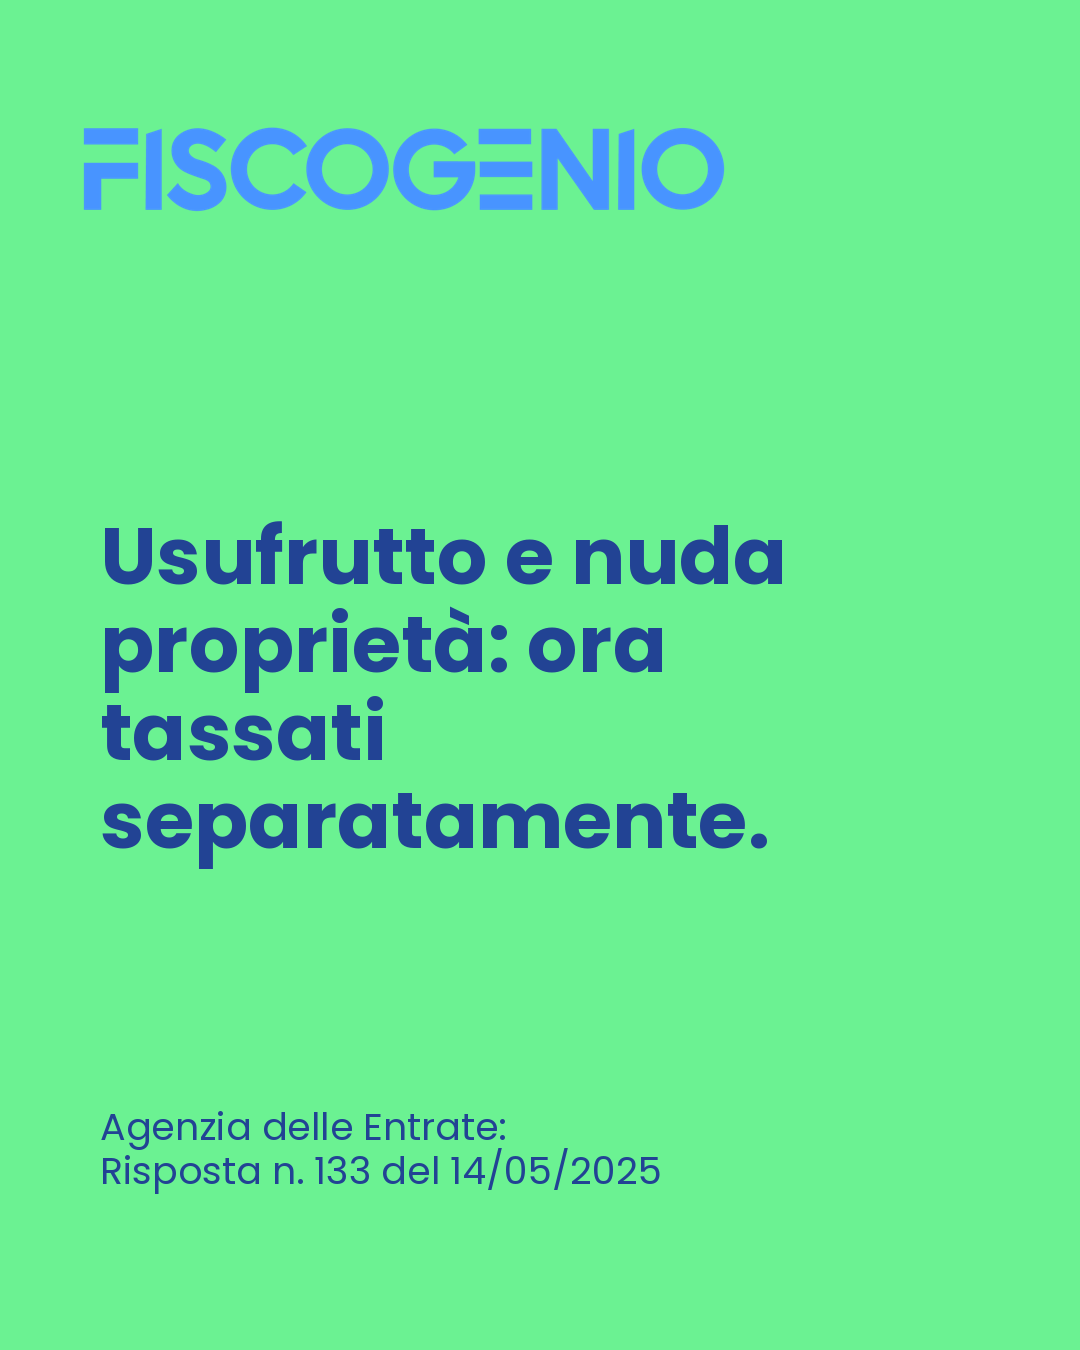 FISCOGENIO
Usufrutto e nuda
proprietà: ora
tassati
separatamente.
Agenzia delle Entrate:
Risposta n. 133 del 14/05/2025